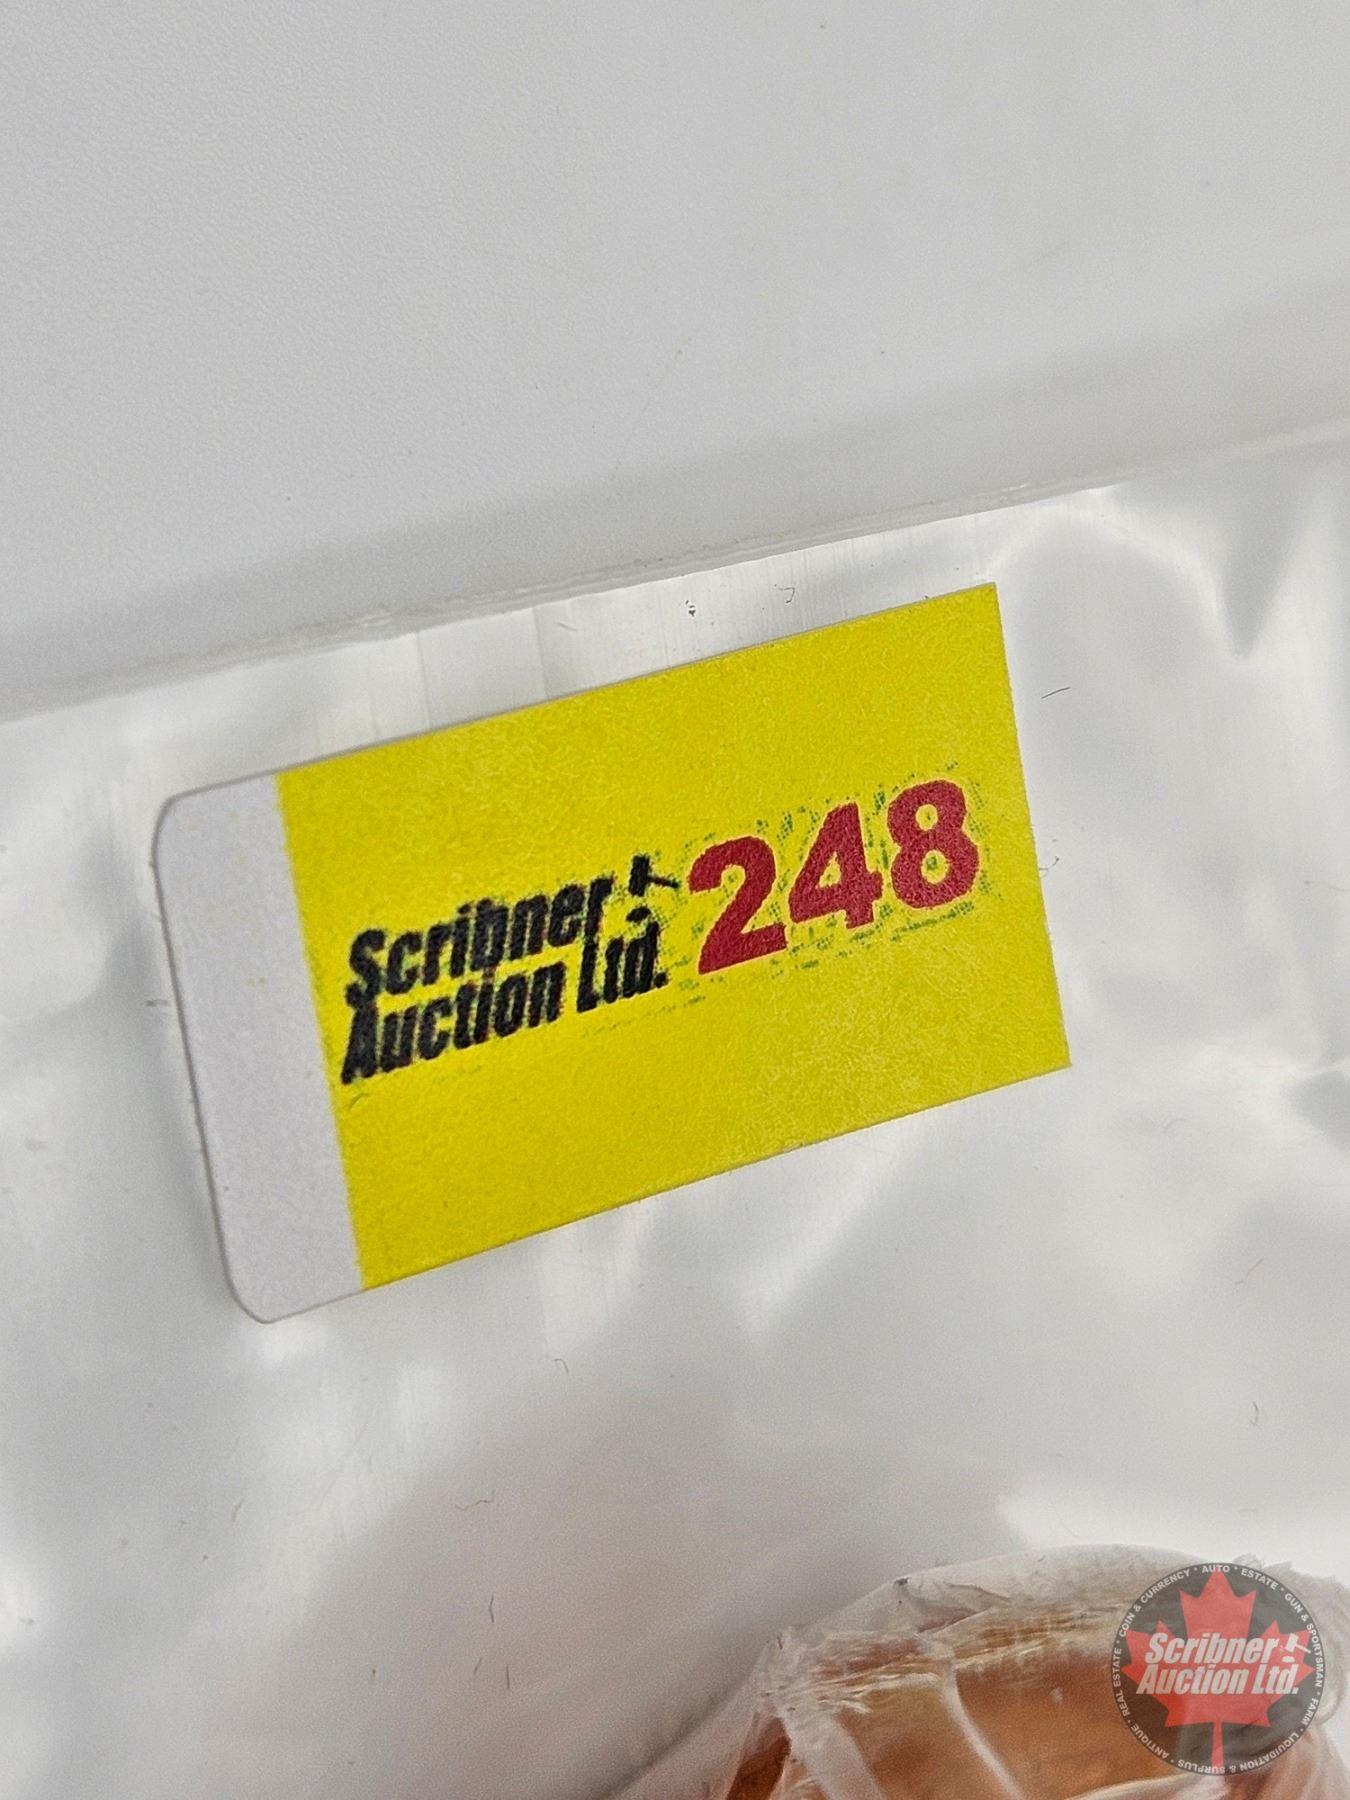 Scribner
Auction Ltd.
248
COIN & CURRENCY • AUTO • ESTATE • GUN & SPORTSMAN • FARM • LIQUIDATION & SURPLUS • ANTIQUE • REAL ESTATE •
Scribner
Auction Ltd.